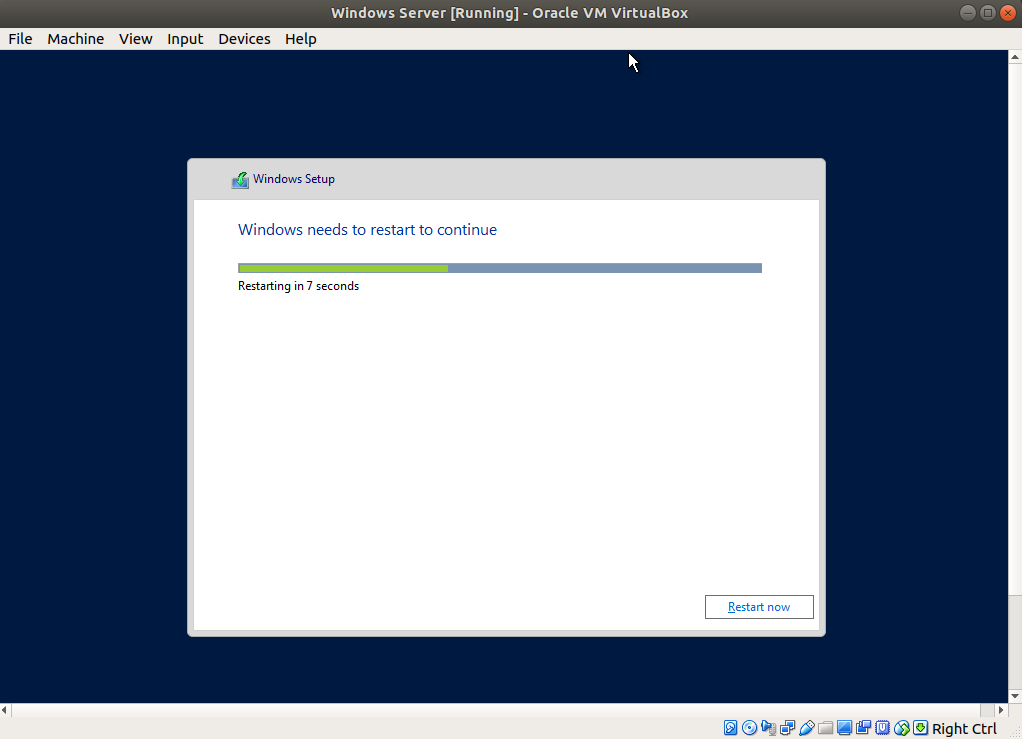 Windows Server [Running] - Oracle VM VirtualBox
File Machine View Input Devices Help
Windows Setup
Windows needs to restart to continue
Restarting in 7 seconds
Restart now
Right Ctrl